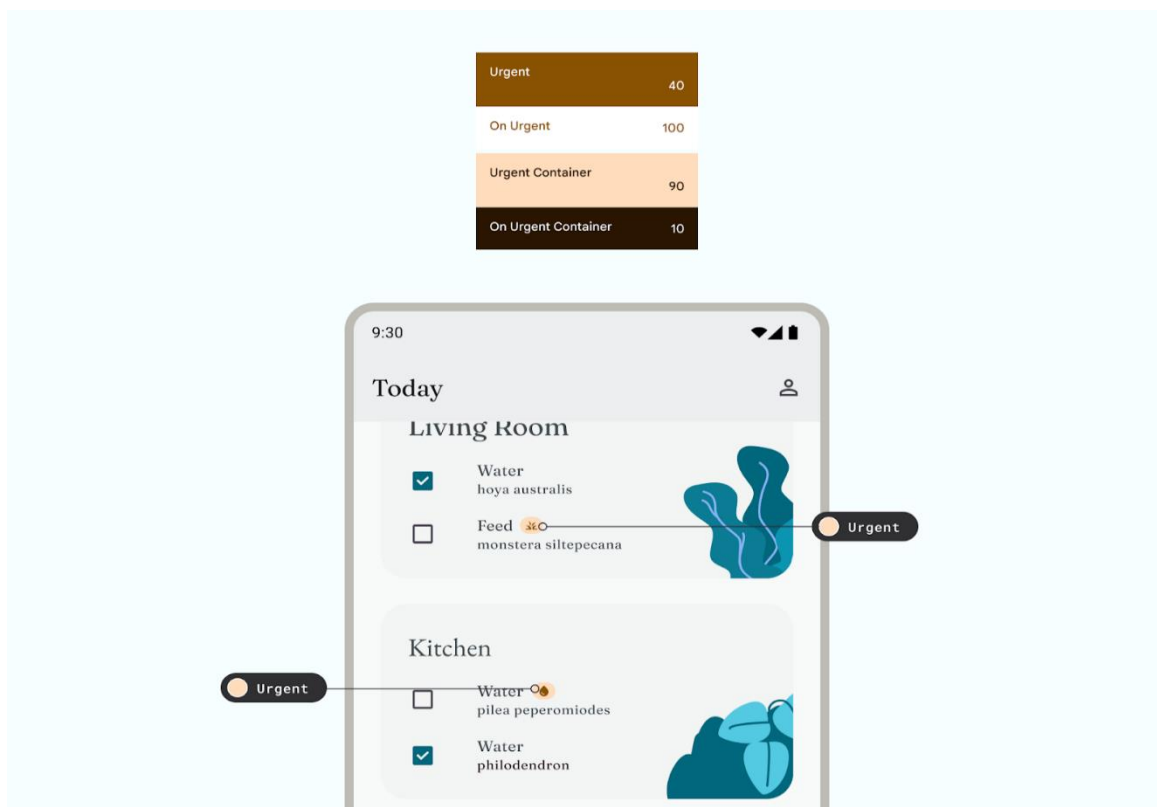 Urgent
40
On Urgent
100
Urgent Container
90
On Urgent Container
10
9:30
Today
Living Room
Water
hoya australis
Feed
monstera siltepecana
Urgent
Kitchen
Urgent
Water
pilea peperomiodes
Water
philodendron